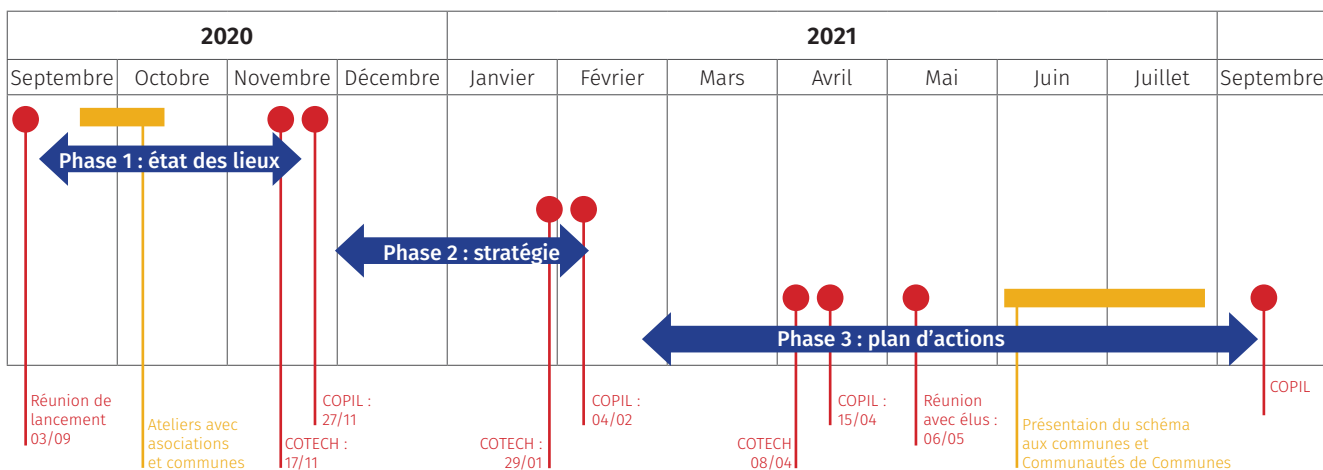 2020
2021
Septembre
Octobre
Novembre
Décembre
Janvier
Février
Mars
Avril
Mai
Juin
Juillet
Septembre
Phase 1 : état des lieux
Phase 2 : stratégie
Phase 3 : plan d’actions
Réunion de
lancement
03/09
Ateliers avec
asociations
et communes
COTECH :
17/11
COPIL :
27/11
COTECH :
29/01
COPIL :
04/02
COTECH
08/04
COPIL :
15/04
Réunion
avec élus :
06/05
Présentaion du schéma
aux communes et
Communautés de Communes
COPIL